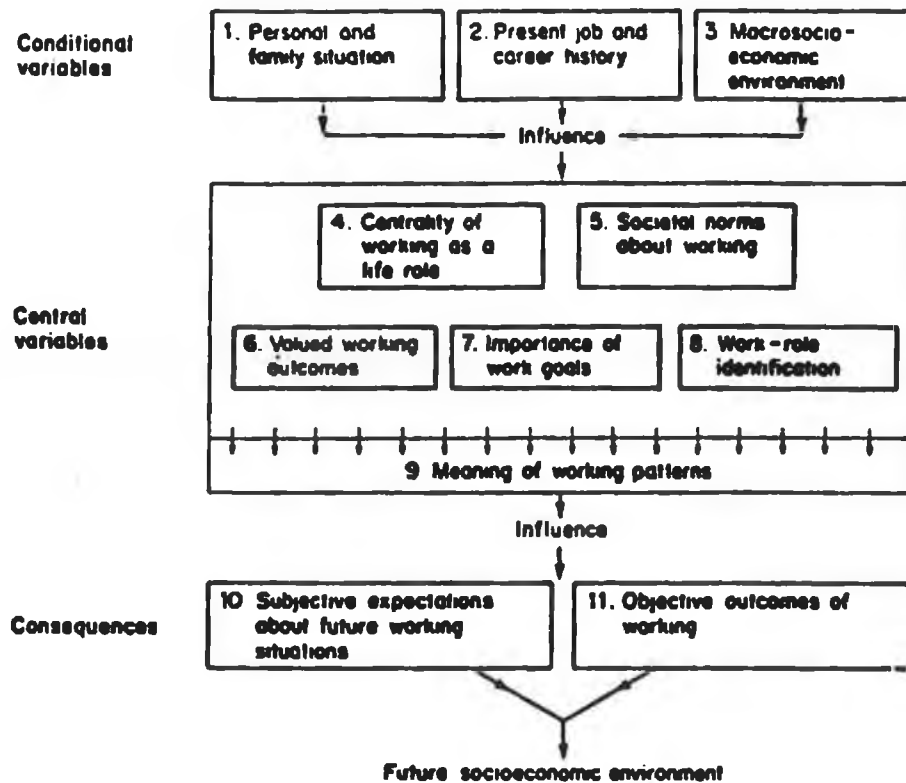 Conditional
variables
1. Personal and
family situation
2. Present job and
career history
3 Macrosocio-
economic
environment
Influence
Central
variables
4. Centrality of
working as a
life role
5. Societal norms
about working
6. Valued working
outcomes
7. Importance of
work goals
8. Work-role
identification
9 Meaning of working patterns
Influence
Consequences
10 Subjective expectations
about future working
situations
11. Objective outcomes of
working
Future socioeconomic environment